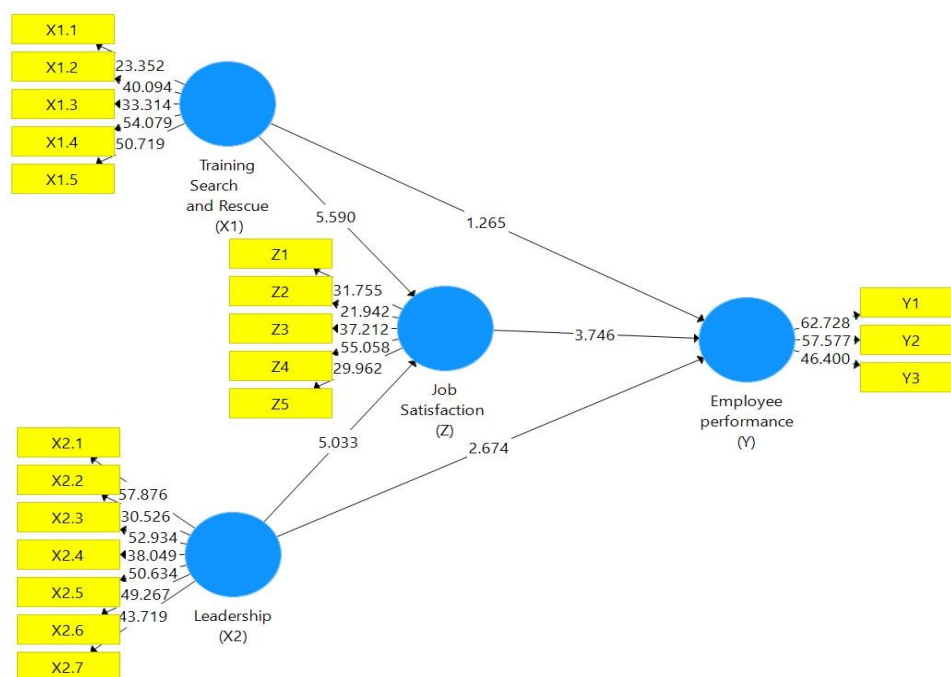 X1.1
X1.2
X1.3
X1.4
X1.5
23.352
40.094
33.314
54.079
50.719
Training
Search
and Rescue
(X1)
5.590
1.265
Z1
Z2
Z3
Z4
Z5
31.755
21.942
37.212
55.058
29.962
Job
Satisfaction
(Z)
3.746
Y1
Y2
Y3
62.728
57.577
46.400
Employee
performance
(Y)
5.033
2.674
X2.1
X2.2
X2.3
X2.4
X2.5
X2.6
X2.7
57.876
30.526
52.934
38.049
50.634
49.267
43.719
Leadership
(X2)